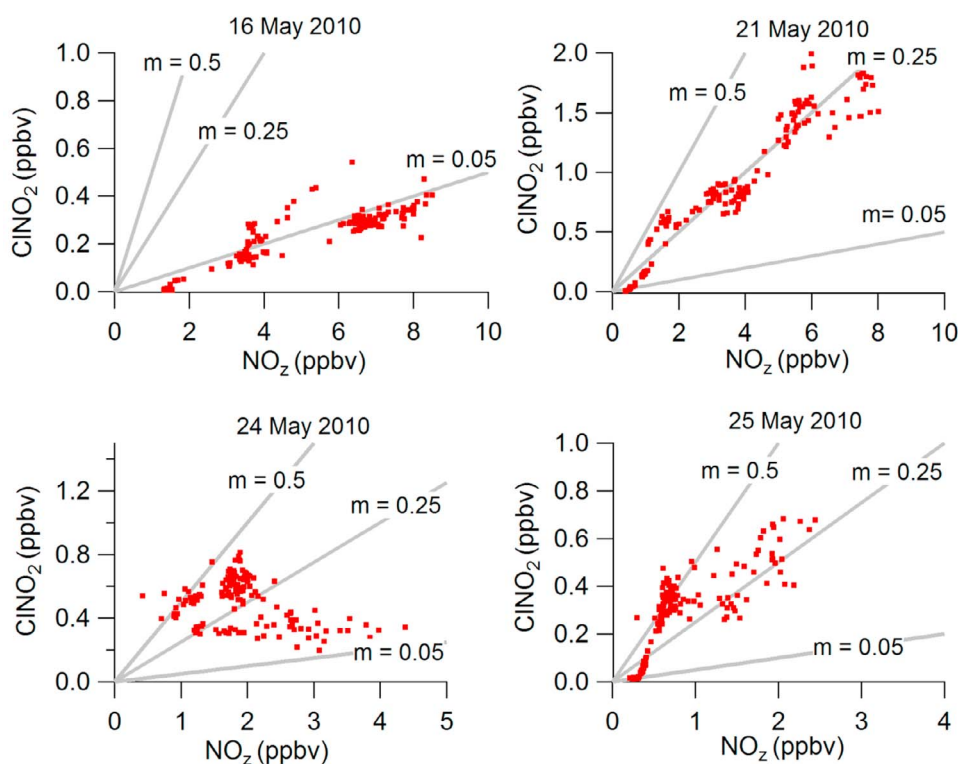 16 May 2010
1.0
0.8
0.6
0.4
0.2
0.0
ClNO2 (ppbv)
m = 0.5
m = 0.25
m = 0.05
0 2 4 6 8 10
NOz (ppbv)
21 May 2010
2.0
1.5
1.0
0.5
0.0
ClNO2 (ppbv)
m = 0.5
m = 0.25
m= 0.05
0 2 4 6 8 10
NOz (ppbv)
24 May 2010
1.2
0.8
0.4
0.0
ClNO2 (ppbv)
m = 0.5
m = 0.25
m = 0.05
0 1 2 3 4 5
NOz (ppbv)
25 May 2010
1.0
0.8
0.6
0.4
0.2
0.0
ClNO2 (ppbv)
m = 0.5
m = 0.25
m = 0.05
0 1 2 3 4
NOz (ppbv)